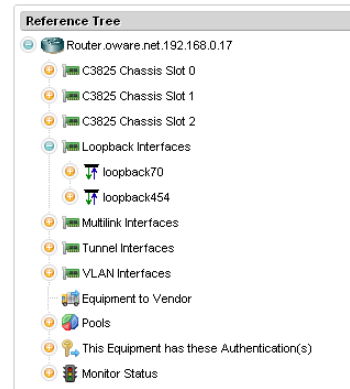 Reference Tree
Router.oware.net.192.168.0.17
C3825 Chassis Slot 0
C3825 Chassis Slot 1
C3825 Chassis Slot 2
Loopback Interfaces
loopback70
loopback454
Multilink Interfaces
Tunnel Interfaces
VLAN Interfaces
Equipment to Vendor
Pools
This Equipment has these Authentication(s)
Monitor Status